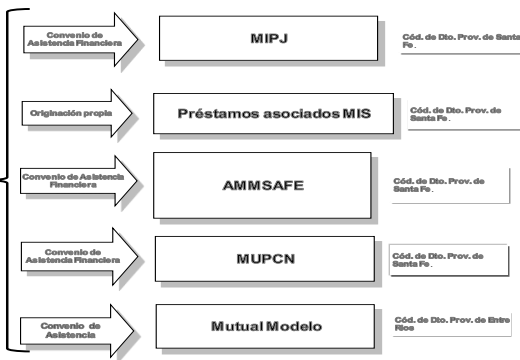 Convenio de
Asistencia Financiera
MIPJ
Cód. de Dto. Prov. de Santa
Fe.
Originación propia
Préstamos asociados MIS
Cód. de Dto. Prov. de
Santa Fe.
Convenio de Asistencia
Financiera
AMMSAFE
Cód. de Dto. Prov. de
Santa Fe.
Convenio de
Asistencia Financiera
MUPCN
Cód. de Dto. Prov. de
Santa Fe.
Convenio de
Asistencia
Mutual Modelo
Cód. de Dto. Prov. de Entre
Rios